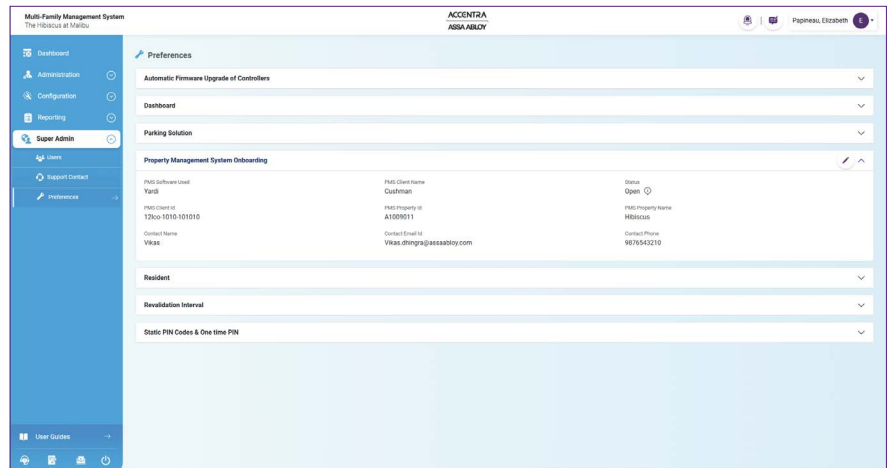 Multi-Family Management System
The Hibiscus at Malibu
ACCENTRA
ASSA ABLOY
Papineau, Elizabeth
E
Dashboard
Administration
Configuration
Reporting
Super Admin
Users
Support Contact
Preferences
User Guides
Preferences
Automatic Firmware Upgrade of Controllers
Dashboard
Parking Solution
Property Management System Onboarding
PMS Software Used
Yardi
PMS Client Name
Cushman
Status
Open
PMS Client Id
12lco-1010-101010
PMS Property Id
A1009011
PMS Property Name
Hibiscus
Contact Name
Vikas
Contact Email Id
Vikas.dhingra@assaabloy.com
Contact Phone
9876543210
Resident
Revalidation Interval
Static PIN Codes & One time PIN